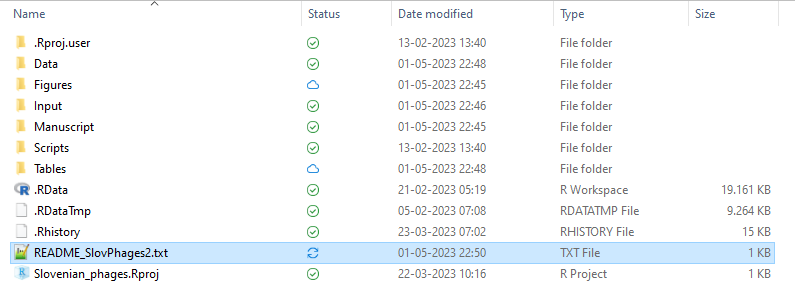 Name Status Date modified Type Size
.Rproj.user 13-02-2023 13:40 File folder
Data 01-05-2023 22:48 File folder
Figures 01-05-2023 22:45 File folder
Input 01-05-2023 22:46 File folder
Manuscript 01-05-2023 22:45 File folder
Scripts 13-02-2023 13:40 File folder
Tables 01-05-2023 22:48 File folder
.RData 21-02-2023 05:19 R Workspace 19.161 KB
.RDataTmp 05-02-2023 07:08 RDATATMP File 9.264 KB
.Rhistory 23-03-2023 07:02 RHISTORY File 15 KB
README_SlovPhages2.txt 01-05-2023 22:50 TXT File 1 KB
Slovenian_phages.Rproj 22-03-2023 10:16 R Project 1 KB